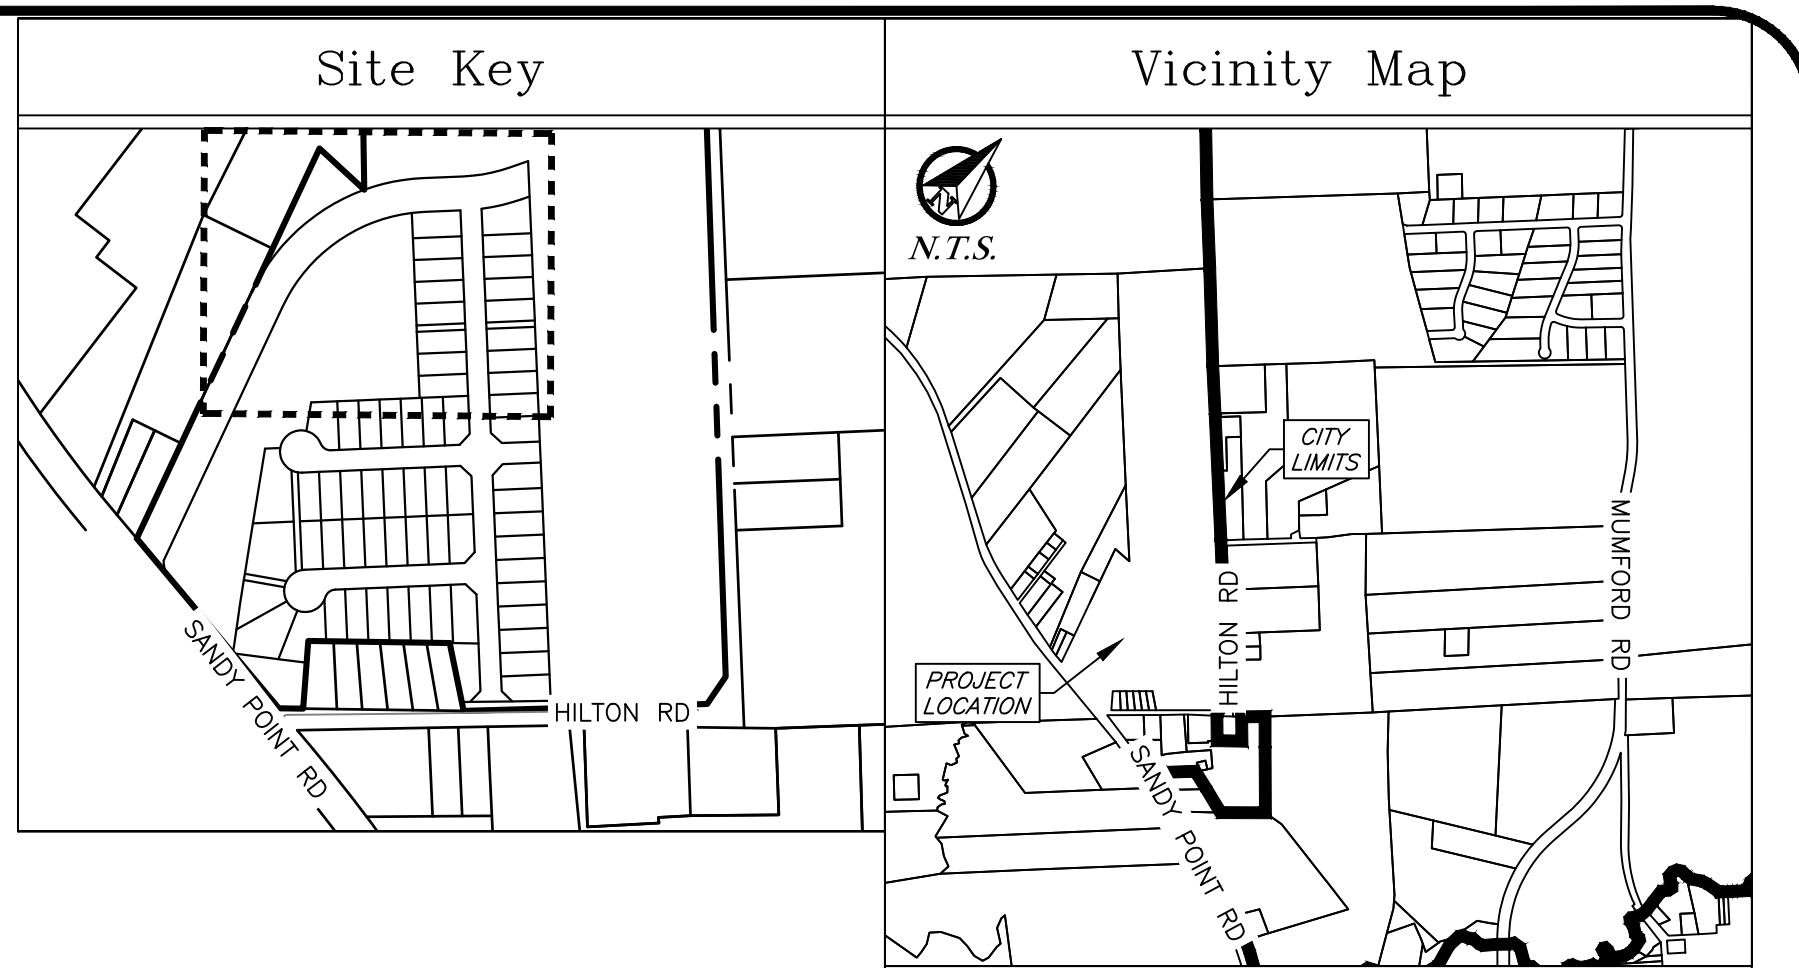 Site Key
Vicinity Map
N
N.T.S.
CITY
LIMITS
MUMFORD RD
HILTON RD
PROJECT
LOCATION
SANDY POINT RD
HILTON RD
SANDY POINT RD